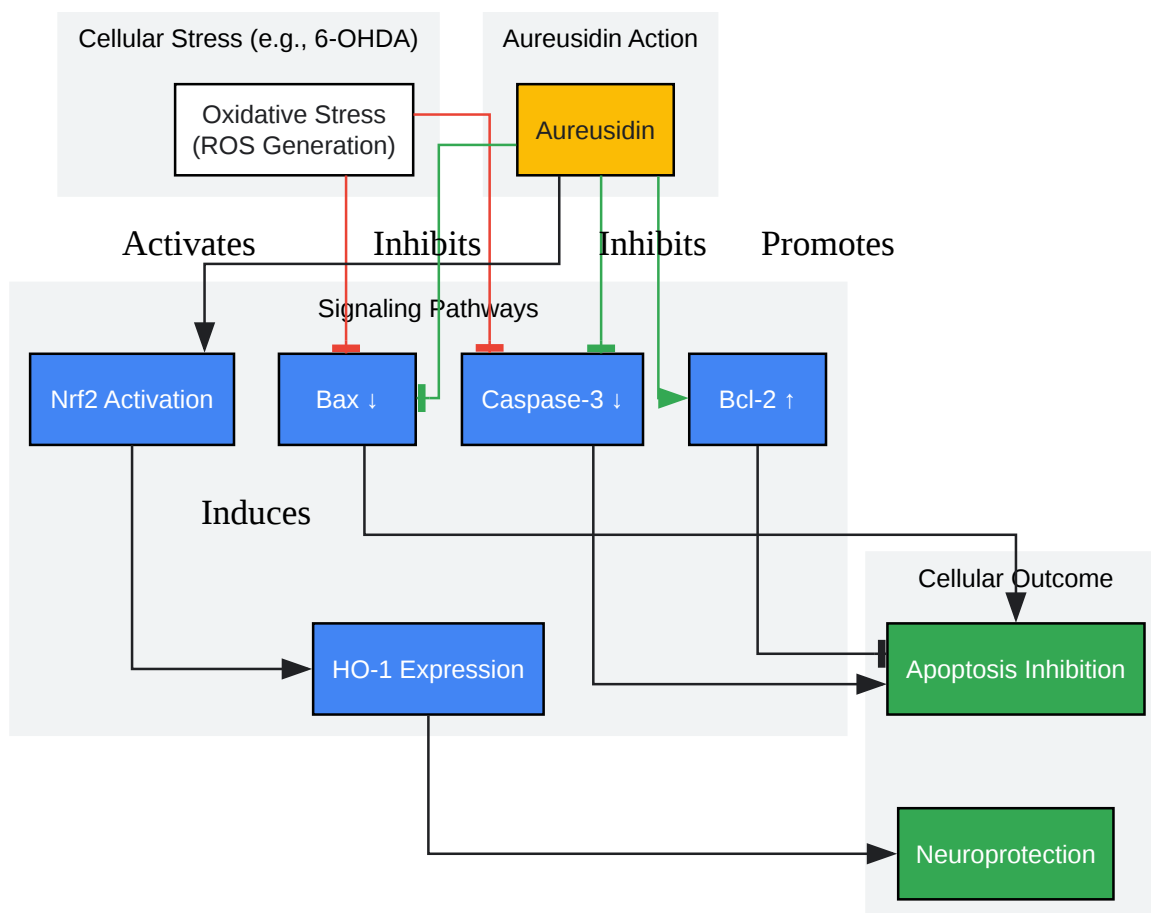 Cellular Stress (e.g., 6-OHDA)
Aureusidin Action
Oxidative Stress
(ROS Generation)
Aureusidin
Activates
Inhibits
Inhibits
Promotes
Signaling Pathways
Nrf2 Activation
Bax ↓
Caspase-3 ↓
Bcl-2 ↑
Induces
Cellular Outcome
HO-1 Expression
Apoptosis Inhibition
Neuroprotection